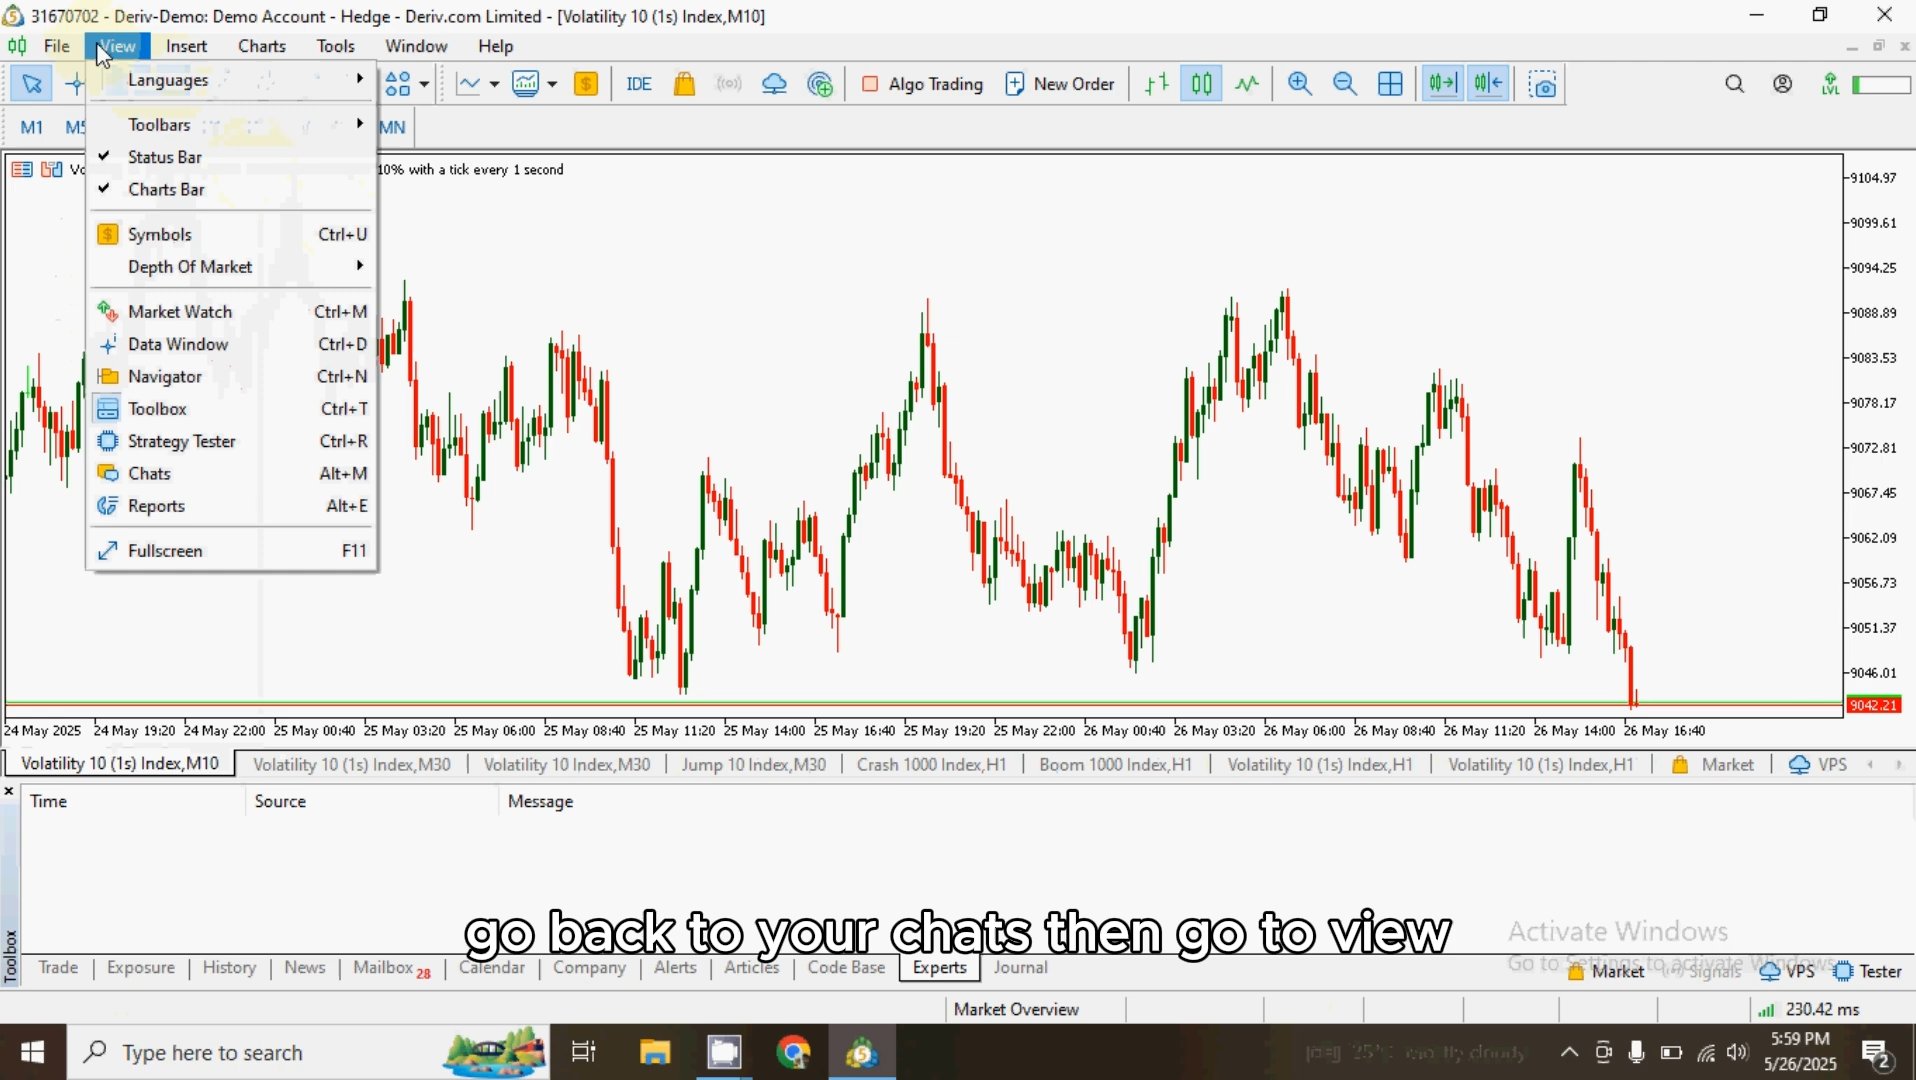 31670702 - Deriv-Demo: Demo Account - Hedge - Deriv.com Limited - [Volatility 10 (1s) Index,M10]
File View Insert Charts Tools Window Help
IDE Algo Trading New Order LVL
M1 MN
Languages
Toolbars
Status Bar
Charts Bar
Symbols Ctrl+U
Depth Of Market
Market Watch Ctrl+M
Data Window Ctrl+D
Navigator Ctrl+N
Toolbox Ctrl+T
Strategy Tester Ctrl+R
Chats Alt+M
Reports Alt+E
Fullscreen F11
10% with a tick every 1 second
9104.97
9099.61
9094.25
9088.89
9083.53
9078.17
9072.81
9067.45
9062.09
9056.73
9051.37
9046.01
9042.21
24 May 2025 24 May 19:20 24 May 22:00 25 May 00:40 25 May 03:20 25 May 06:00 25 May 08:40 25 May 11:20 25 May 14:00 25 May 16:40 25 May 19:20 25 May 22:00 26 May 00:40 26 May 03:20 26 May 06:00 26 May 08:40 26 May 11:20 26 May 14:00 26 May 16:40
Volatility 10 (1s) Index,M10 Volatility 10 (1s) Index,M30 Volatility 10 Index,M30 Jump 10 Index,M30 Crash 1000 Index,H1 Boom 1000 Index,H1 Volatility 10 (1s) Index,H1 Volatility 10 (1s) Index,H1 Market VPS
Time Source Message
Toolbox
go back to your chats then go to view
Activate Windows
Go to Settings to activate Windows.
Trade Exposure History News Mailbox 28 Calendar Company Alerts Articles Code Base Experts Journal
Market Signals VPS Tester
Market Overview 230.42 ms
Type here to search
25°C mostly cloudy
5:59 PM
5/26/2025
2